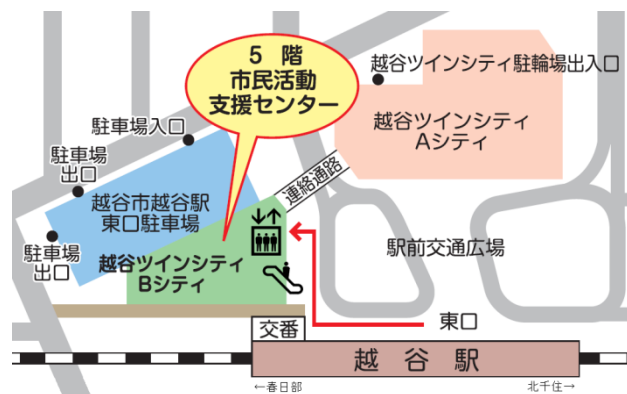 5 階
市民活動
支援センター
越谷ツインシティ駐輪場出入口
越谷ツインシティ
Aシティ
駐車場入口
駐車場
出口
越谷市越谷駅
東口駐車場
連絡通路
駐車場
出口
越谷ツインシティ
Bシティ
駅前交通広場
交番
東口
越谷駅
←春日部
北千住→